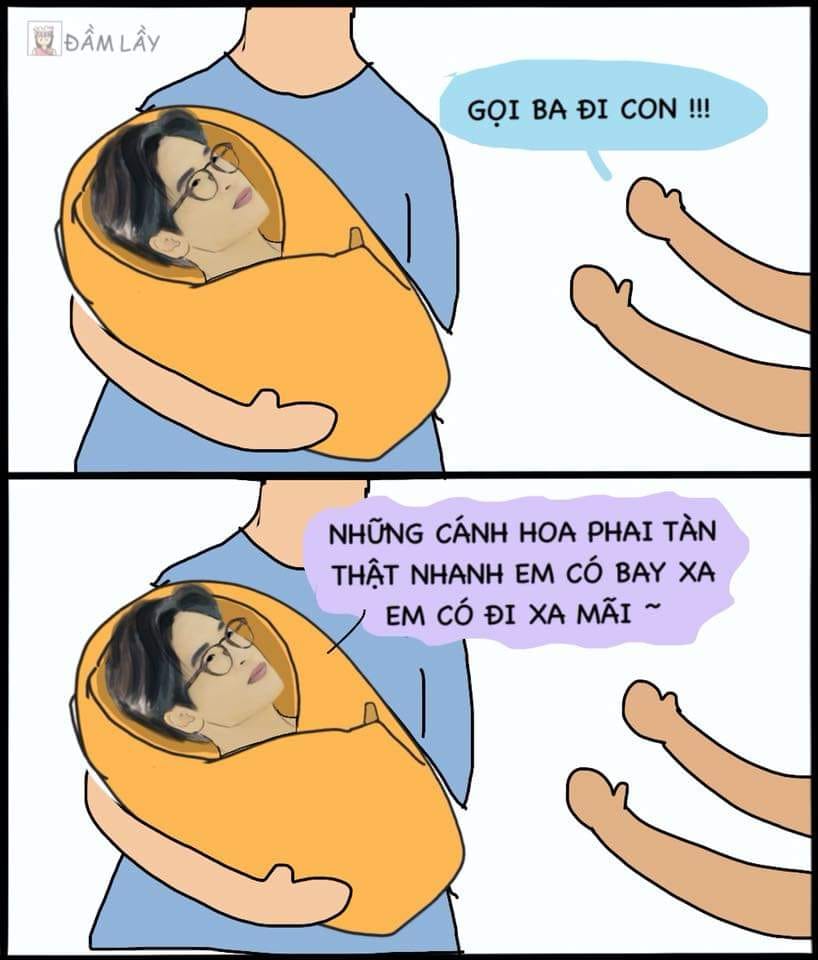 ĐẦM LẦY
GỌI BA ĐI CON !!!
NHỮNG CÁNH HOA PHAI TÀN
THẬT NHANH EM CÓ BAY XA
EM CÓ ĐI XA MÃI ~